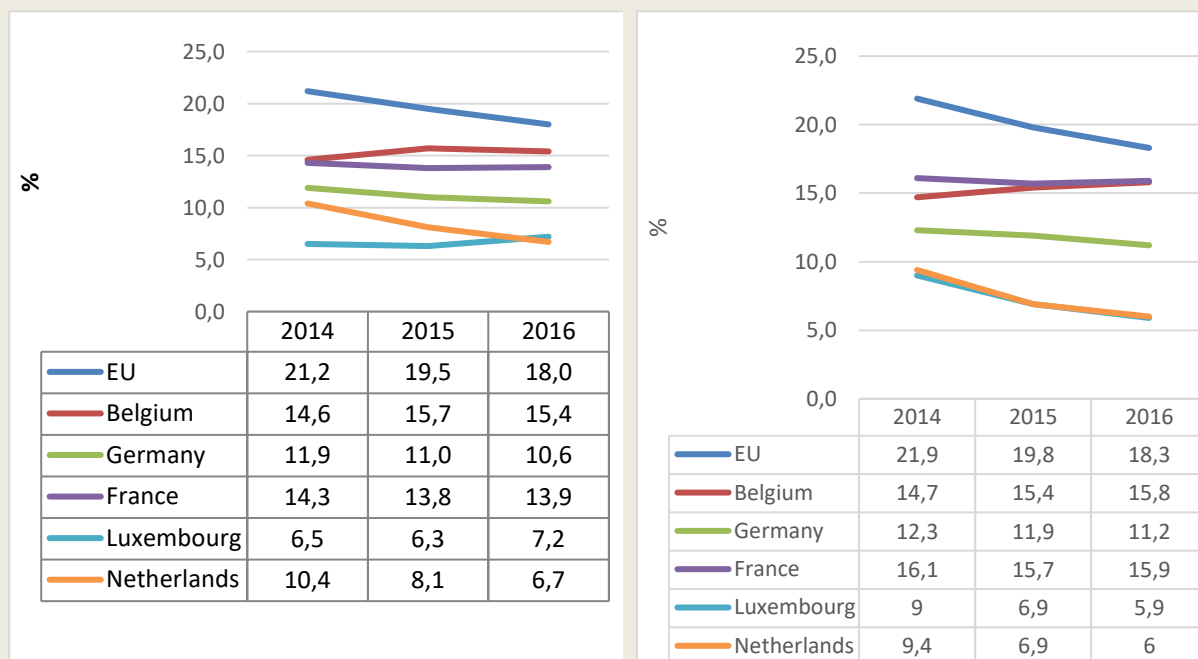 25,0
20,0
15,0
10,0
5,0
0,0
%
2014 2015 2016
EU 21,2 19,5 18,0
Belgium 14,6 15,7 15,4
Germany 11,9 11,0 10,6
France 14,3 13,8 13,9
Luxembourg 6,5 6,3 7,2
Netherlands 10,4 8,1 6,7
25,0
20,0
15,0
10,0
5,0
0,0
%
2014 2015 2016
EU 21,9 19,8 18,3
Belgium 14,7 15,4 15,8
Germany 12,3 11,9 11,2
France 16,1 15,7 15,9
Luxembourg 9 6,9 5,9
Netherlands 9,4 6,9 6